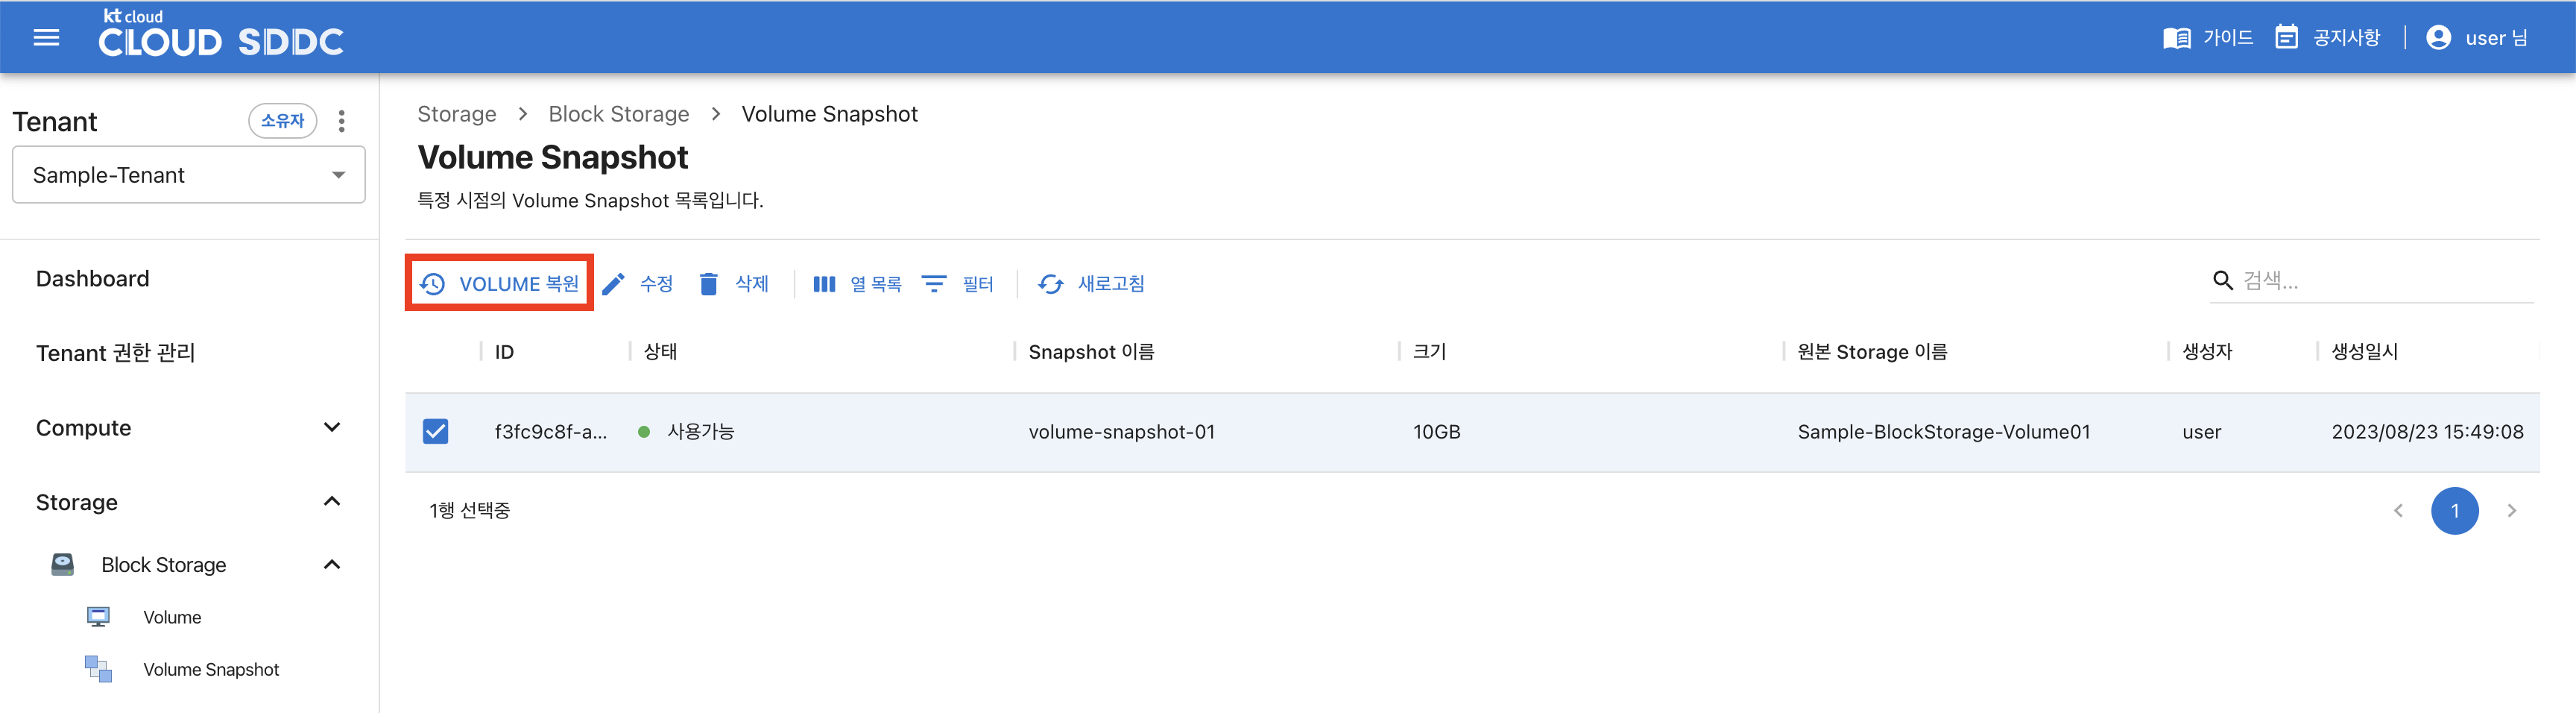 kt cloud
CLOUD SDDC
가이드
공지사항
user 님
Tenant
소유자
Sample-Tenant
Dashboard
Tenant 권한 관리
Compute
Storage
Block Storage
Volume
Volume Snapshot
Storage > Block Storage > Volume Snapshot
Volume Snapshot
특정 시점의 Volume Snapshot 목록입니다.
VOLUME 복원 수정 삭제 열 목록 필터 새로고침
검색...
ID 상태 Snapshot 이름 크기 원본 Storage 이름 생성자 생성일시
f3fc9c8f-a... 사용가능 volume-snapshot-01 10GB Sample-BlockStorage-Volume01 user 2023/08/23 15:49:08
1행 선택중
1